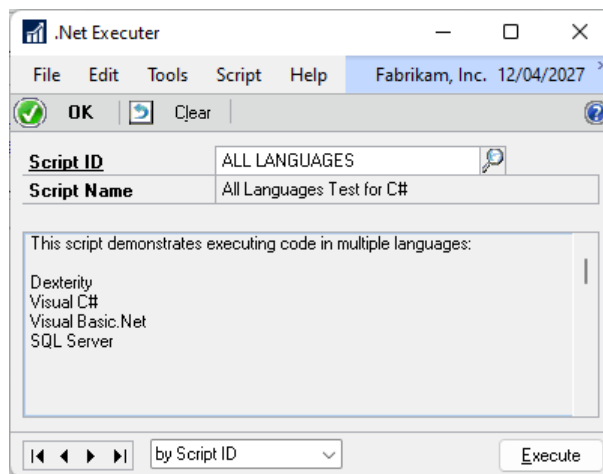 .Net Executer
File Edit Tools Script Help Fabrikam, Inc. 12/04/2027
OK Clear
Script ID ALL LANGUAGES
Script Name All Languages Test for C#
This script demonstrates executing code in multiple languages:
Dexterity
Visual C#
Visual Basic.Net
SQL Server
by Script ID Execute